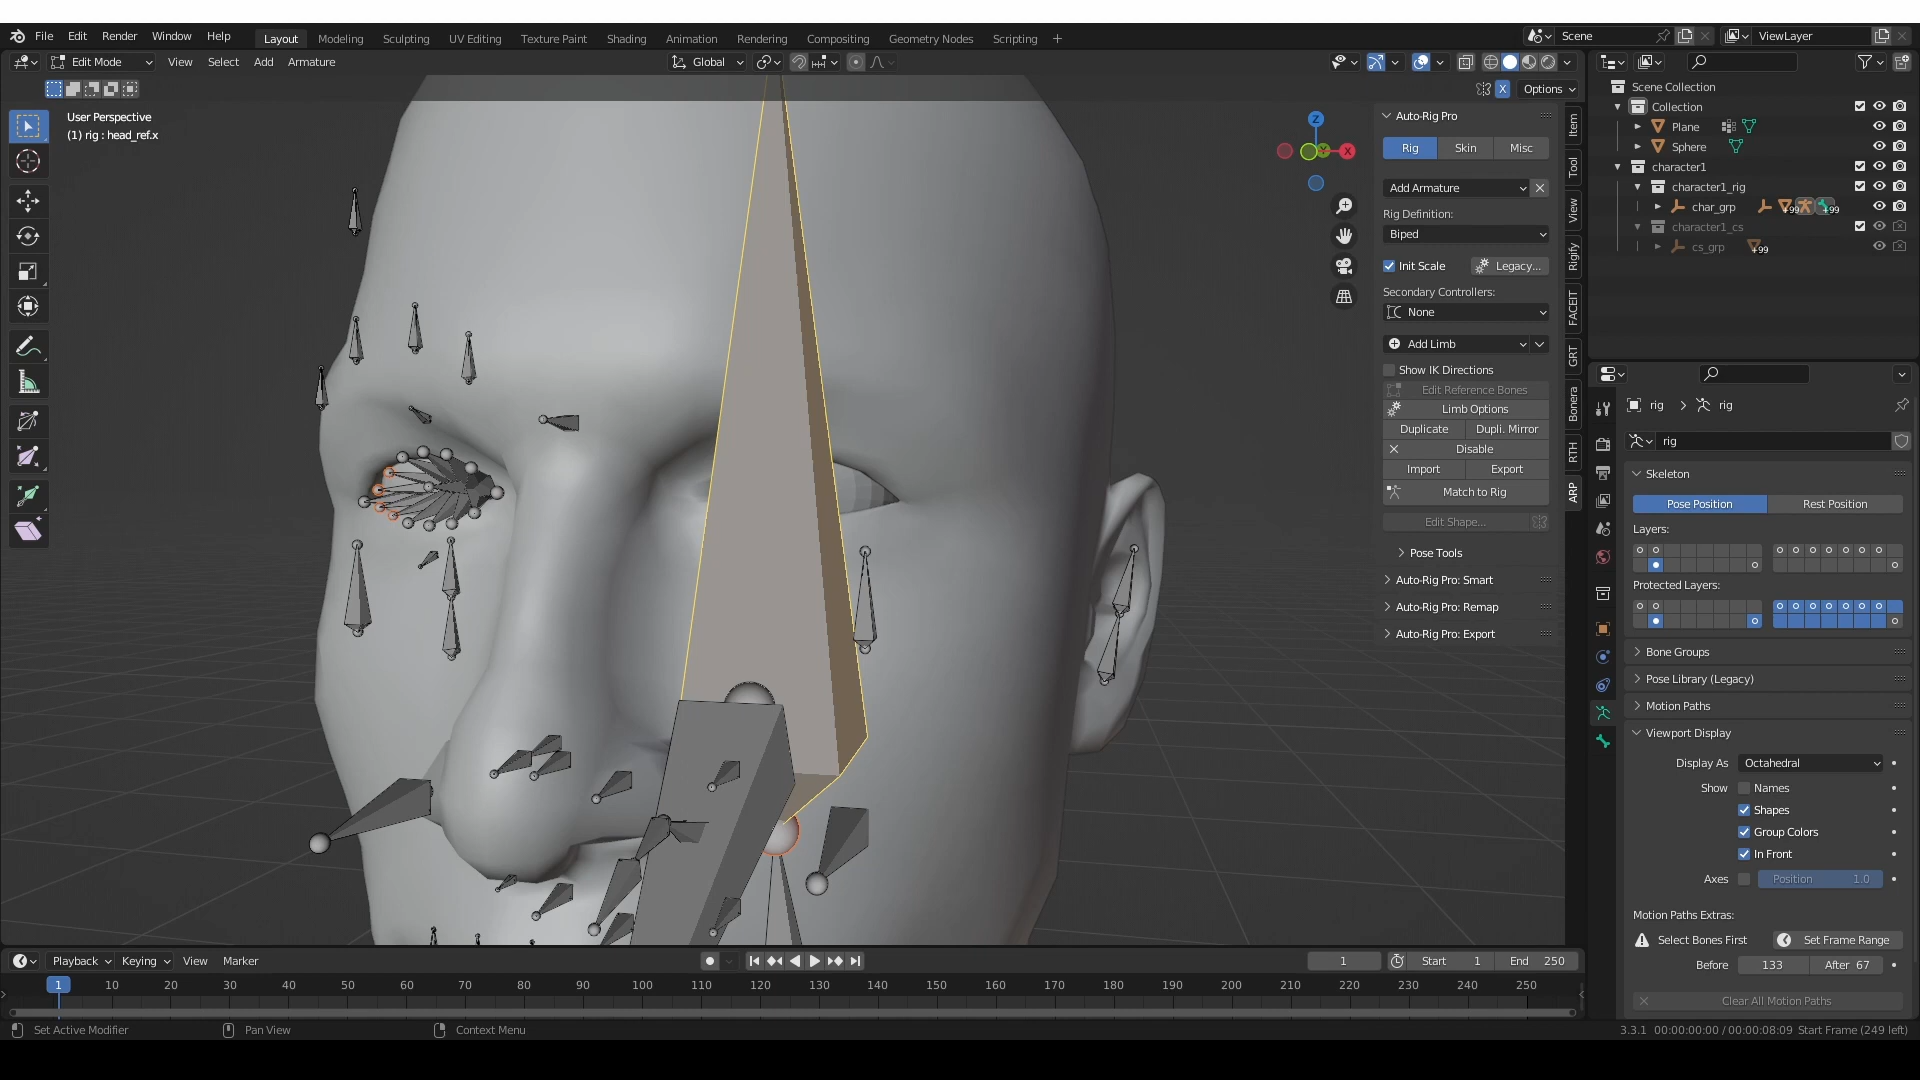 File Edit Render Window Help Layout Modeling Sculpting UV Editing Texture Paint Shading Animation Rendering Compositing Geometry Nodes Scripting + Scene ViewLayer
Edit Mode View Select Add Armature Global
X Options
User Perspective
(1) rig : head_ref.x
Z
X
Auto-Rig Pro
Rig Skin Misc
Add Armature
Rig Definition:
Biped
Init Scale Legacy...
Secondary Controllers:
None
Add Limb
Show IK Directions
Edit Reference Bones
Limb Options
Duplicate Dupli. Mirror
Disable
Import Export
Match to Rig
Edit Shape...
Pose Tools
Auto-Rig Pro: Smart
Auto-Rig Pro: Remap
Auto-Rig Pro: Export
Item
Tool
View
Rigify
FACEIT
GRT
Bonera
RTH
ARP
Scene Collection
Collection
Plane
Sphere
character1
character1_rig
char_grp +99 +99
character1_cs
cs_grp +99
rig rig
rig
Skeleton
Pose Position Rest Position
Layers:
Protected Layers:
Bone Groups
Pose Library (Legacy)
Motion Paths
Viewport Display
Display As Octahedral
Show Names
Shapes
Group Colors
In Front
Axes Position 1.0
Motion Paths Extras:
Select Bones First Set Frame Range
Before 133 After 67
Clear All Motion Paths
Playback Keying View Marker 1 Start 1 End 250
1 10 20 30 40 50 60 70 80 90 100 110 120 130 140 150 160 170 180 190 200 210 220 230 240 250
Set Active Modifier Pan View Context Menu 3.3.1 00:00:00:00 / 00:00:08:09 Start Frame (249 left)